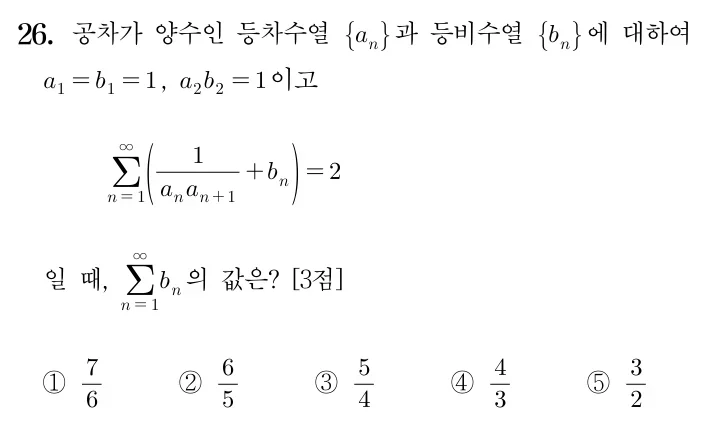 26. 공차가 양수인 등차수열 {aₙ}과 등비수열 {bₙ}에 대하여
a₁ = b₁ = 1, a₂b₂ = 1이고
∑_{n=1}^{∞} (1/(aₙaₙ₊₁) + bₙ) = 2
일 때, ∑_{n=1}^{∞} bₙ의 값은? [3점]
① 7/6 ② 6/5 ③ 5/4 ④ 4/3 ⑤ 3/2